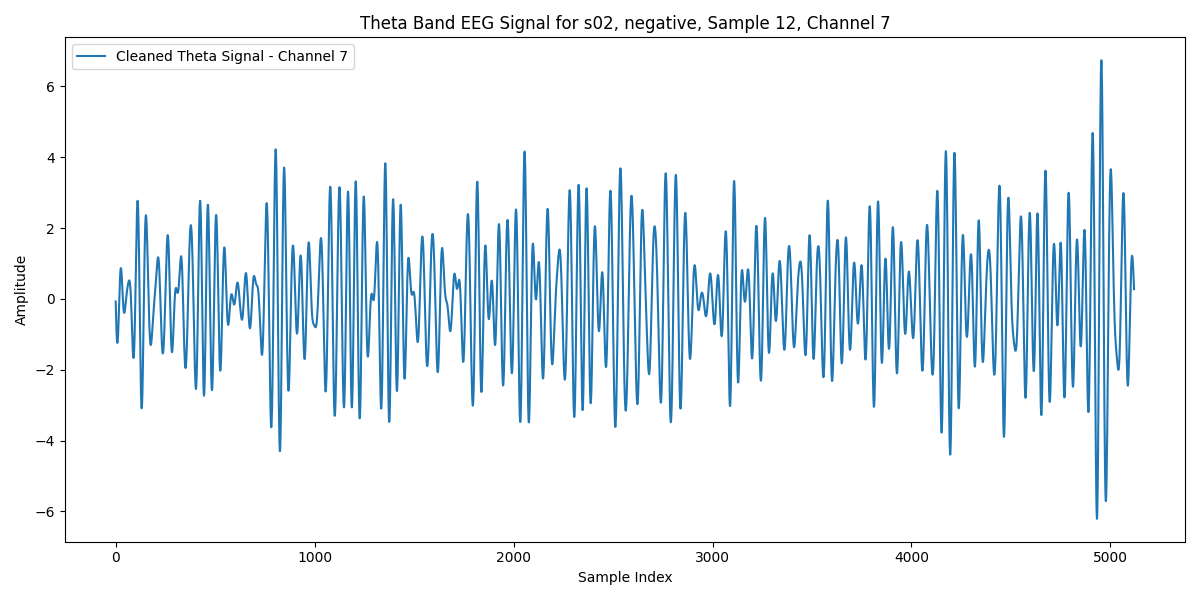 Theta Band EEG Signal for s02, negative, Sample 12, Channel 7
Cleaned Theta Signal - Channel 7
Amplitude
6
4
2
0
−2
−4
−6
0 1000 2000 3000 4000 5000
Sample Index